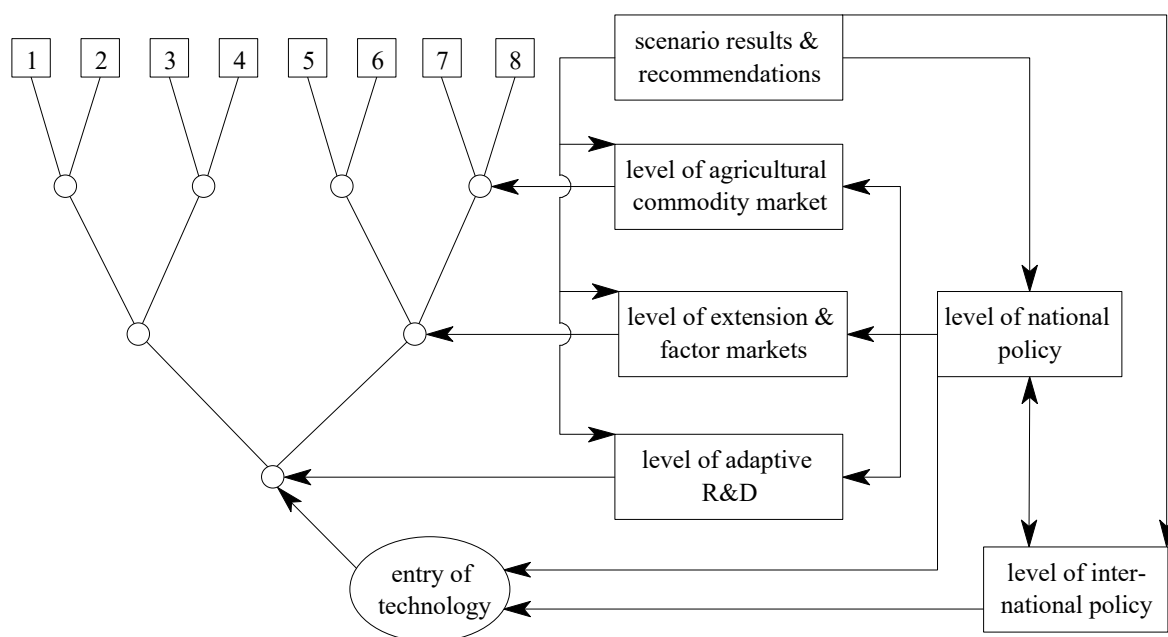 1 2 3 4 5 6 7 8
scenario results &
recommendations
level of agricultural
commodity market
level of extension &
factor markets
level of national
policy
level of adaptive
R&D
entry of
technology
level of inter-
national policy